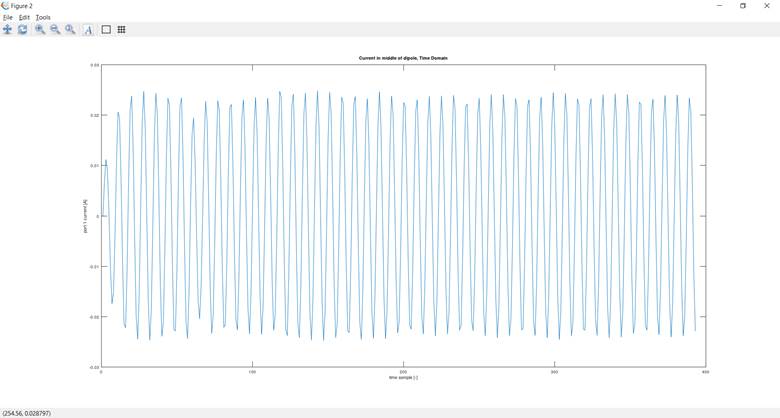 Figure 2
File Edit Tools
A
Current in middle of dipole, Time Domain
0.03
0.02
0.01
0
-0.01
-0.02
-0.03
port 1 current [A]
0 100 200 300 400
time sample [-]
(254.56, 0.028797)